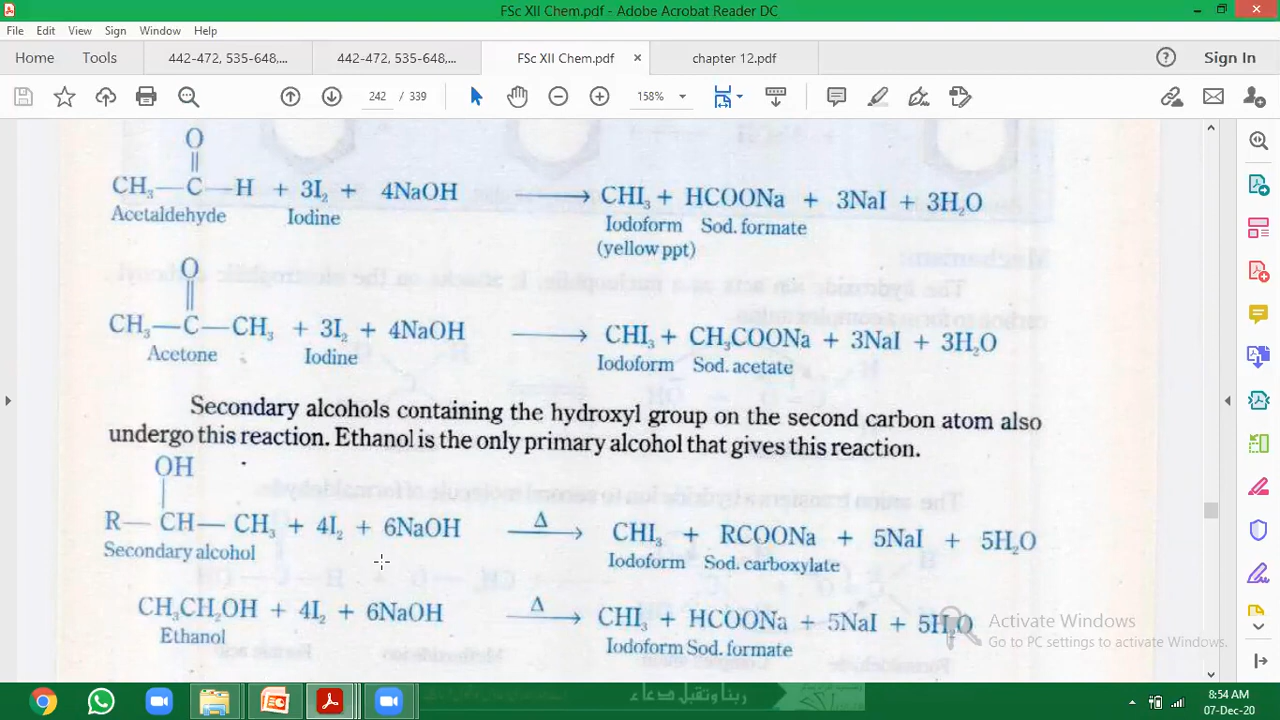 FSc XII Chem.pdf - Adobe Acrobat Reader DC
File Edit View Sign Window Help
Home Tools 442-472, 535-648,... 442-472, 535-648,... FSc XII Chem.pdf × chapter 12.pdf Sign In
242 / 339 158%
O
CH₃—C—H + 3I₂ + 4NaOH ⟶ CHI₃ + HCOONa + 3NaI + 3H₂O
Acetaldehyde Iodine Iodoform Sod. formate
(yellow ppt)
O
CH₃—C—CH₃ + 3I₂ + 4NaOH ⟶ CHI₃ + CH₃COONa + 3NaI + 3H₂O
Acetone Iodine Iodoform Sod. acetate
Secondary alcohols containing the hydroxyl group on the second carbon atom also
undergo this reaction. Ethanol is the only primary alcohol that gives this reaction.
OH
R—CH—CH₃ + 4I₂ + 6NaOH Δ⟶ CHI₃ + RCOONa + 5NaI + 5H₂O
Secondary alcohol Iodoform Sod. carboxylate
CH₃CH₂OH + 4I₂ + 6NaOH Δ⟶ CHI₃ + HCOONa + 5NaI + 5H₂O
Ethanol Iodoform Sod. formate
Activate Windows
Go to PC settings to activate Windows.
ربنا وتقبل دعاء
8:54 AM
07-Dec-20